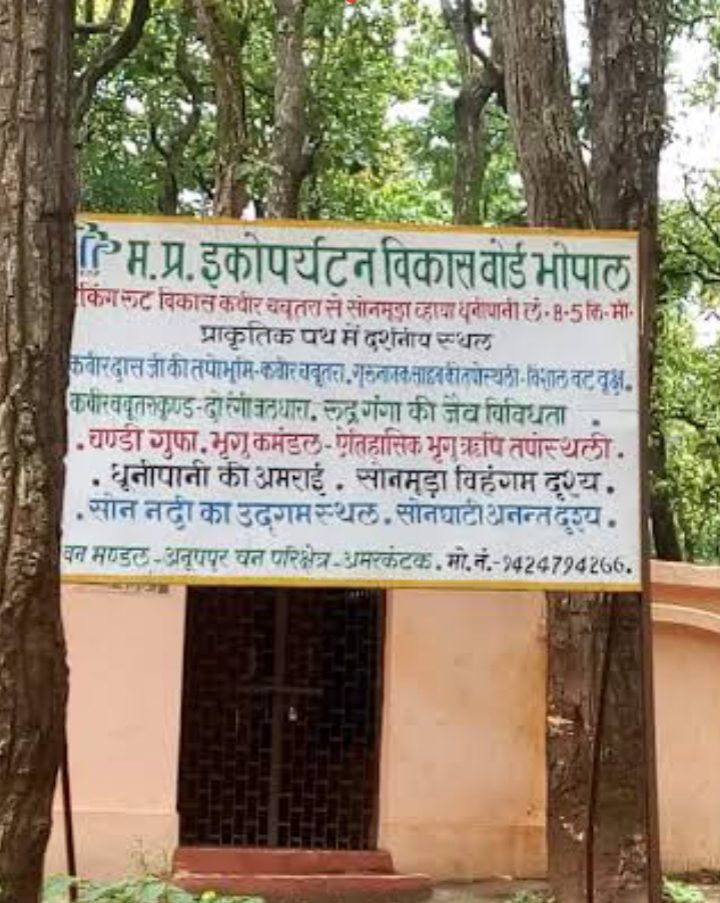 म.प्र. इकोपर्यटन विकास बोर्ड भोपाल
किंग रूट विकास कबीर चबूतरा से सोनमूडा व्हाया धूनीपानी लं. 8-5 कि.मी.
प्राकृतिक पथ में दर्शनीय स्थल
कबीरदास जी की तपोभूमि-कबीर चबूतरा. गुरुनानक साहब की तपोस्थली-विशाल वट वृक्ष.
कबीर चबूतरा कुण्ड-दो रंगी जलधारा. रूद्र गंगा की जैव विविधता .
. चण्डी गुफा. भृगु कमंडल-ऐतिहासिक भृगु ऋषि तपोस्थली .
. धूनीपानी की अमराई . सोनमूड़ा विहंगम दृश्य .
. सोन नदी का उद्गम स्थल. सोनघाटी अनन्त दृश्य .
वन मण्डल-अनूपपुर वन परिक्षेत्र-अमरकंटक. मो.नं.-9424794266.